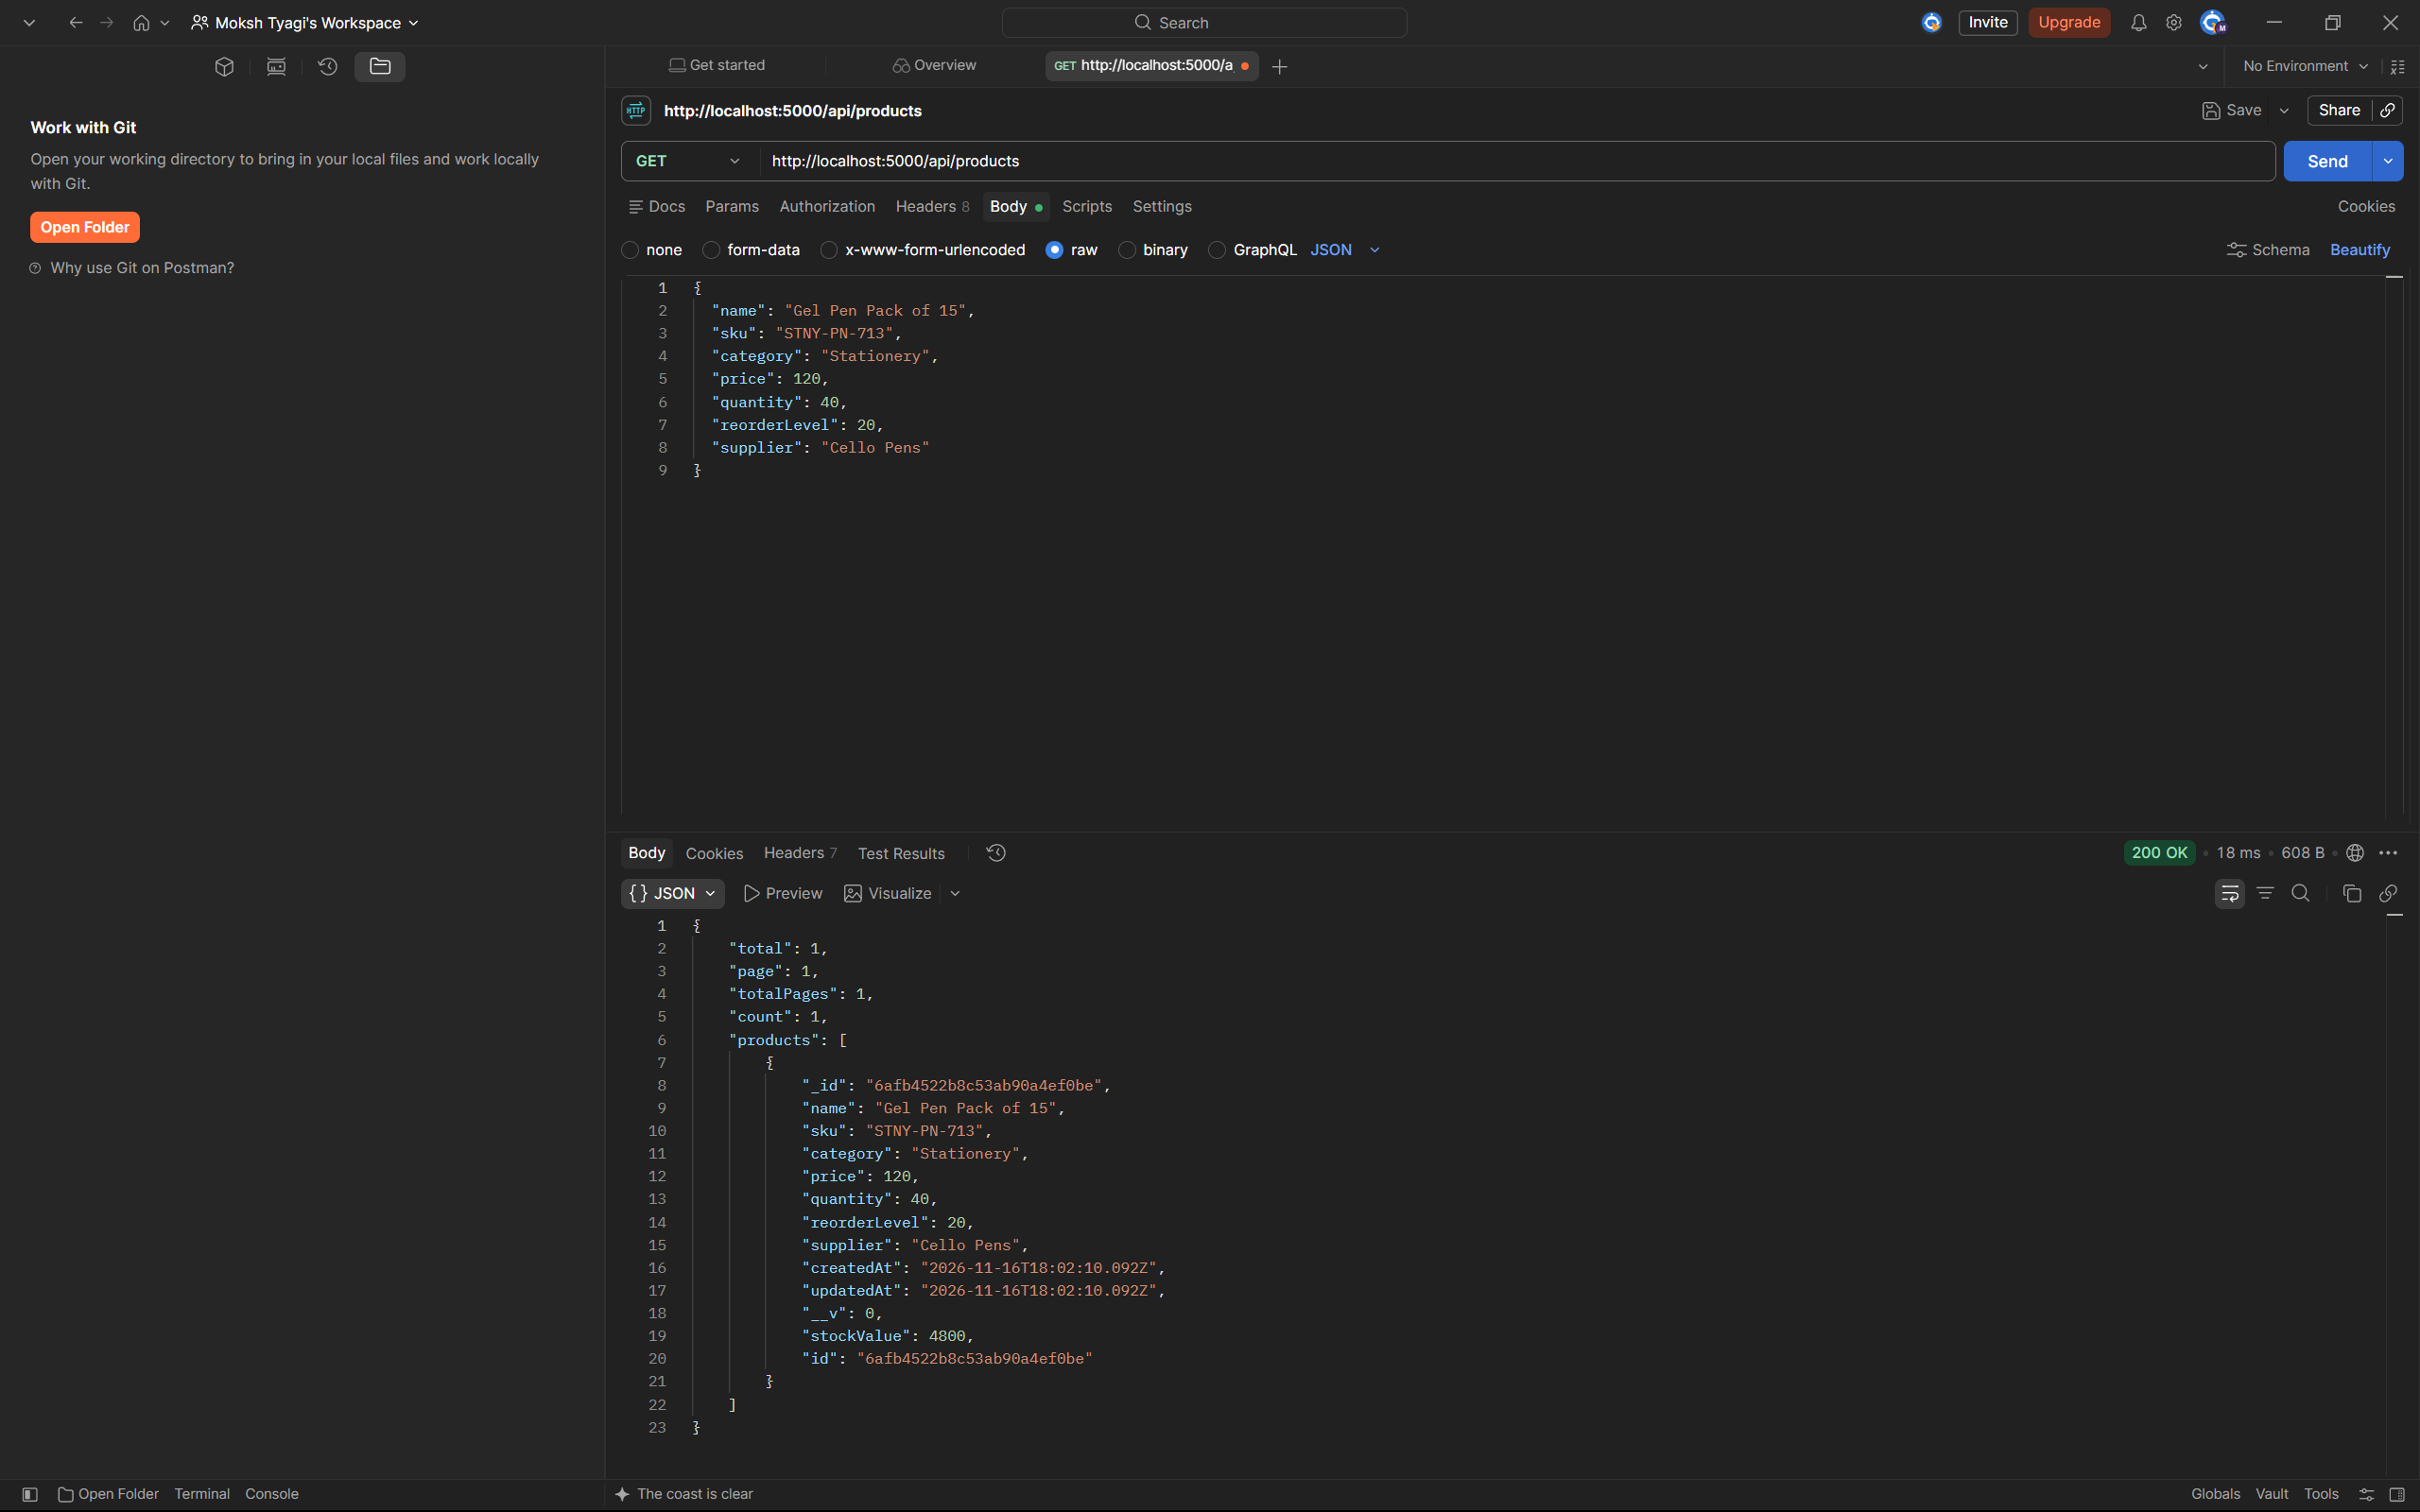 Moksh Tyagi's Workspace
Search
Invite
Upgrade
Work with Git
Open your working directory to bring in your local files and work locally
with Git.
Open Folder
Why use Git on Postman?
Get started
Overview
GET http://localhost:5000/a
No Environment
HTTP
http://localhost:5000/api/products
Save
Share
GET
http://localhost:5000/api/products
Send
Docs
Params
Authorization
Headers 8
Body
Scripts
Settings
Cookies
none
form-data
x-www-form-urlencoded
raw
binary
GraphQL
JSON
Schema
Beautify
1 {
2 "name": "Gel Pen Pack of 15",
3 "sku": "STNY-PN-713",
4 "category": "Stationery",
5 "price": 120,
6 "quantity": 40,
7 "reorderLevel": 20,
8 "supplier": "Cello Pens"
9 }
Body
Cookies
Headers 7
Test Results
200 OK
18 ms
608 B
{} JSON
Preview
Visualize
1 {
2 "total": 1,
3 "page": 1,
4 "totalPages": 1,
5 "count": 1,
6 "products": [
7 {
8 "_id": "6afb4522b8c53ab90a4ef0be",
9 "name": "Gel Pen Pack of 15",
10 "sku": "STNY-PN-713",
11 "category": "Stationery",
12 "price": 120,
13 "quantity": 40,
14 "reorderLevel": 20,
15 "supplier": "Cello Pens",
16 "createdAt": "2026-11-16T18:02:10.092Z",
17 "updatedAt": "2026-11-16T18:02:10.092Z",
18 "__v": 0,
19 "stockValue": 4800,
20 "id": "6afb4522b8c53ab90a4ef0be"
21 }
22 ]
23 }
Open Folder
Terminal
Console
The coast is clear
Globals
Vault
Tools